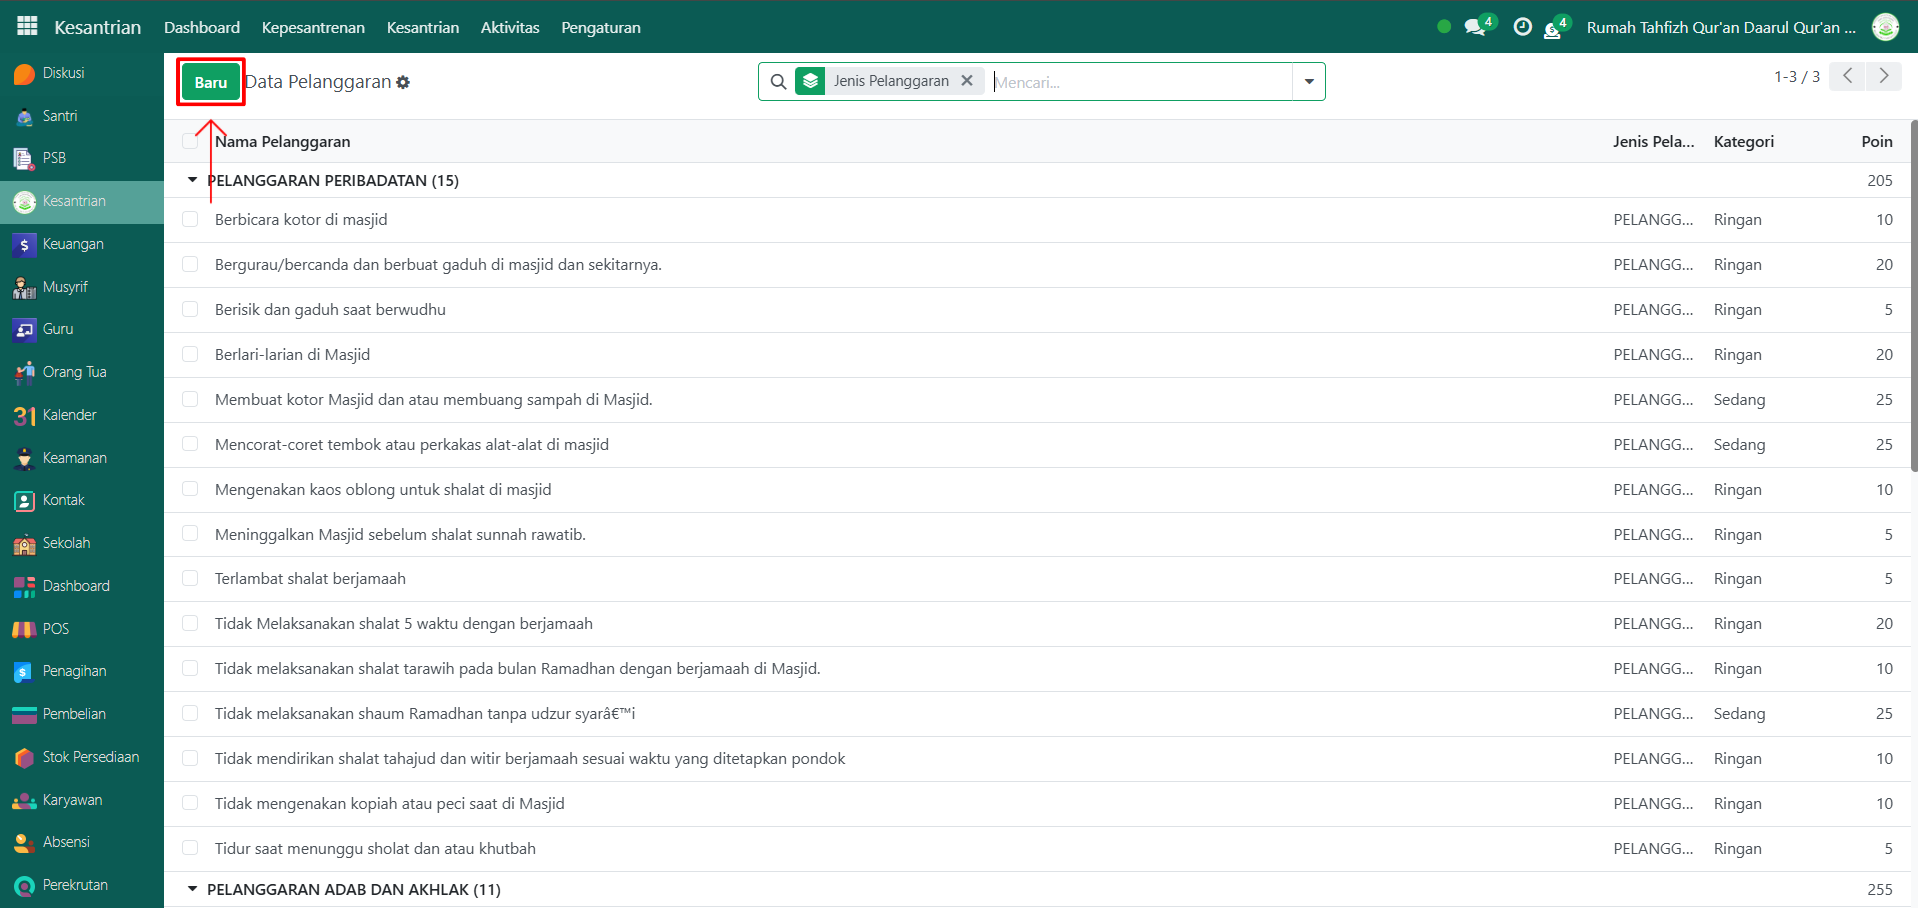 Kesantrian Dashboard Kepesantrenan Kesantrian Aktivitas Pengaturan 4 4 Rumah Tahfizh Qur'an Daarul Qur'an ...
Diskusi
Santri
PSB
Kesantrian
Keuangan
Musyrif
Guru
Orang Tua
31 Kalender
Keamanan
Kontak
Sekolah
Dashboard
POS
Penagihan
Pembelian
Stok Persediaan
Karyawan
Absensi
Perekrutan
Baru Data Pelanggaran Jenis Pelanggaran Mencari... 1-3 / 3
Nama Pelanggaran Jenis Pela... Kategori Poin
PELANGGARAN PERIBADATAN (15) 205
Berbicara kotor di masjid PELANGG... Ringan 10
Bergurau/bercanda dan berbuat gaduh di masjid dan sekitarnya. PELANGG... Ringan 20
Berisik dan gaduh saat berwudhu PELANGG... Ringan 5
Berlari-larian di Masjid PELANGG... Ringan 20
Membuat kotor Masjid dan atau membuang sampah di Masjid. PELANGG... Sedang 25
Mencorat-coret tembok atau perkakas alat-alat di masjid PELANGG... Sedang 25
Mengenakan kaos oblong untuk shalat di masjid PELANGG... Ringan 10
Meninggalkan Masjid sebelum shalat sunnah rawatib. PELANGG... Ringan 5
Terlambat shalat berjamaah PELANGG... Ringan 5
Tidak Melaksanakan shalat 5 waktu dengan berjamaah PELANGG... Ringan 20
Tidak melaksanakan shalat tarawih pada bulan Ramadhan dengan berjamaah di Masjid. PELANGG... Ringan 10
Tidak melaksanakan shaum Ramadhan tanpa udzur syarâ€™i PELANGG... Sedang 25
Tidak mendirikan shalat tahajud dan witir berjamaah sesuai waktu yang ditetapkan pondok PELANGG... Ringan 10
Tidak mengenakan kopiah atau peci saat di Masjid PELANGG... Ringan 10
Tidur saat menunggu sholat dan atau khutbah PELANGG... Ringan 5
PELANGGARAN ADAB DAN AKHLAK (11) 255